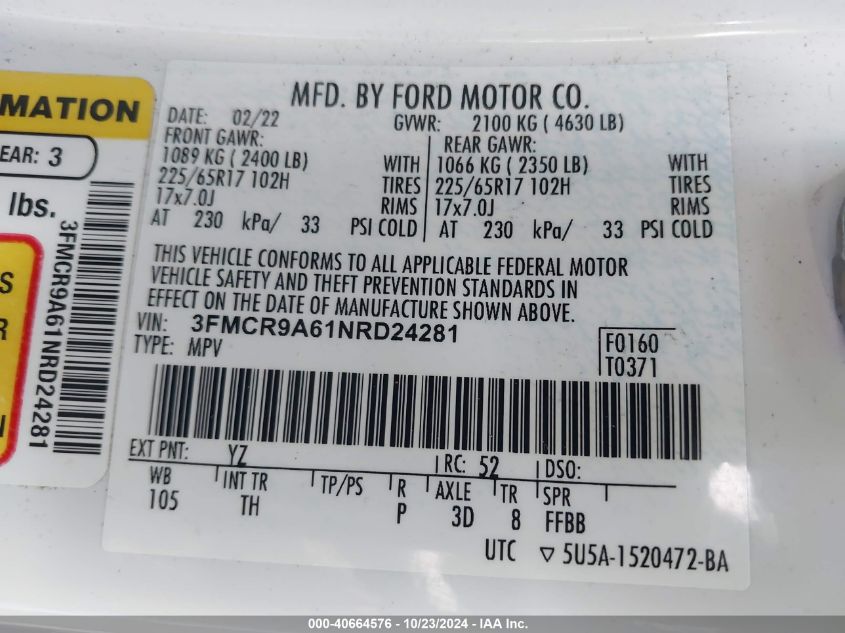 MATION
EAR: 3
lbs.
S
R
N
3FMCR9A61NRD24281
MFD. BY FORD MOTOR CO.
DATE: 02/22 GVWR: 2100 KG ( 4630 LB)
FRONT GAWR: REAR GAWR:
1089 KG ( 2400 LB) WITH 1066 KG ( 2350 LB) WITH
225/65R17 102H TIRES 225/65R17 102H TIRES
17x7.0J RIMS 17x7.0J RIMS
AT 230 kPa/ 33 PSI COLD AT 230 kPa/ 33 PSI COLD
THIS VEHICLE CONFORMS TO ALL APPLICABLE FEDERAL MOTOR
VEHICLE SAFETY AND THEFT PREVENTION STANDARDS IN
EFFECT ON THE DATE OF MANUFACTURE SHOWN ABOVE.
VIN: 3FMCR9A61NRD24281 F0160
TYPE: MPV T0371
EXT PNT: YZ RC: 52 DSO:
WB INT TR TP/PS R AXLE TR SPR
105 TH P 3D 8 FFBB
UTC ▽ 5U5A-1520472-BA
000-40664576 - 10/23/2024 - IAA Inc.